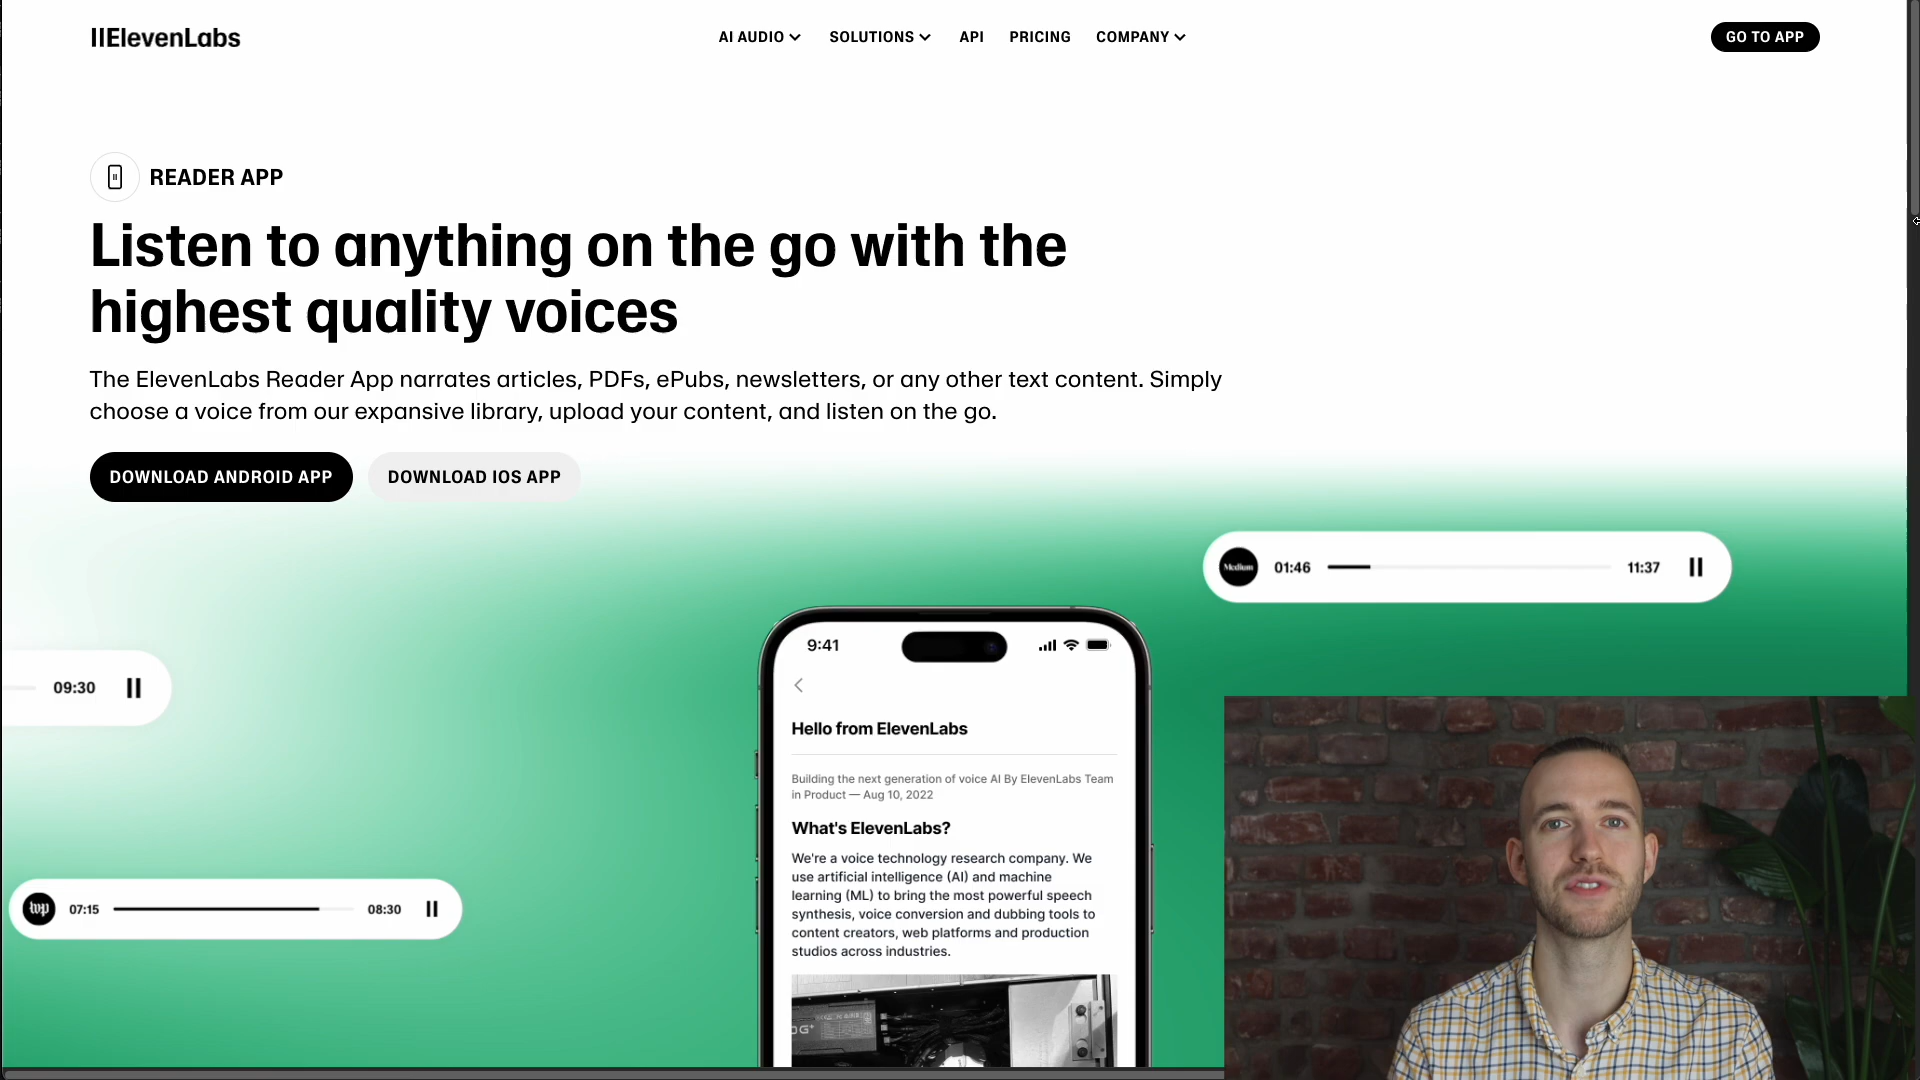 IIElevenLabs
AI AUDIO
SOLUTIONS
API
PRICING
COMPANY
GO TO APP
READER APP
Listen to anything on the go with the
highest quality voices
The ElevenLabs Reader App narrates articles, PDFs, ePubs, newsletters, or any other text content. Simply
choose a voice from our expansive library, upload your content, and listen on the go.
DOWNLOAD ANDROID APP
DOWNLOAD IOS APP
Medium
01:46
11:37
9:41
09:30
Hello from ElevenLabs
Building the next generation of voice AI By ElevenLabs Team
in Product — Aug 10, 2022
What's ElevenLabs?
We're a voice technology research company. We
use artificial intelligence (AI) and machine
learning (ML) to bring the most powerful speech
synthesis, voice conversion and dubbing tools to
content creators, web platforms and production
studios across industries.
wp
07:15
08:30